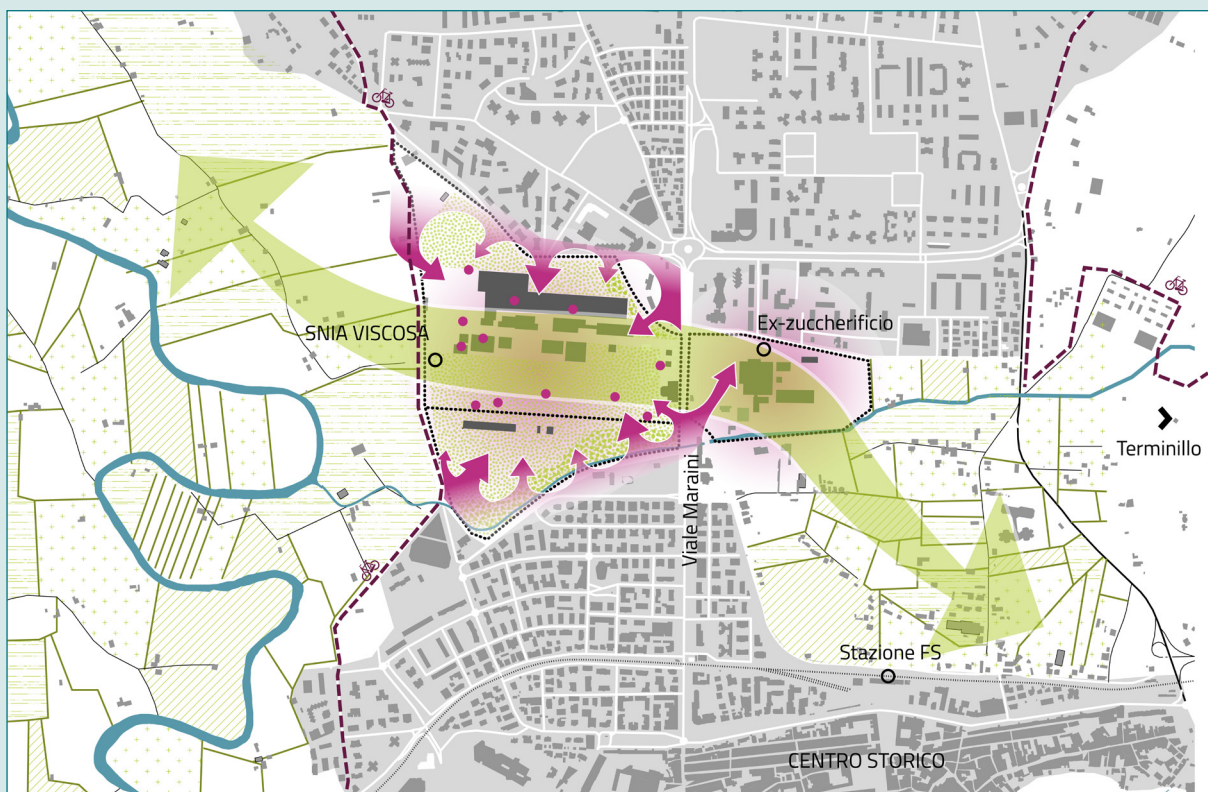 Ex-zuccherificio
SNIA VISCOSA
Terminillo
Viale Maraini
Stazione FS
CENTRO STORICO